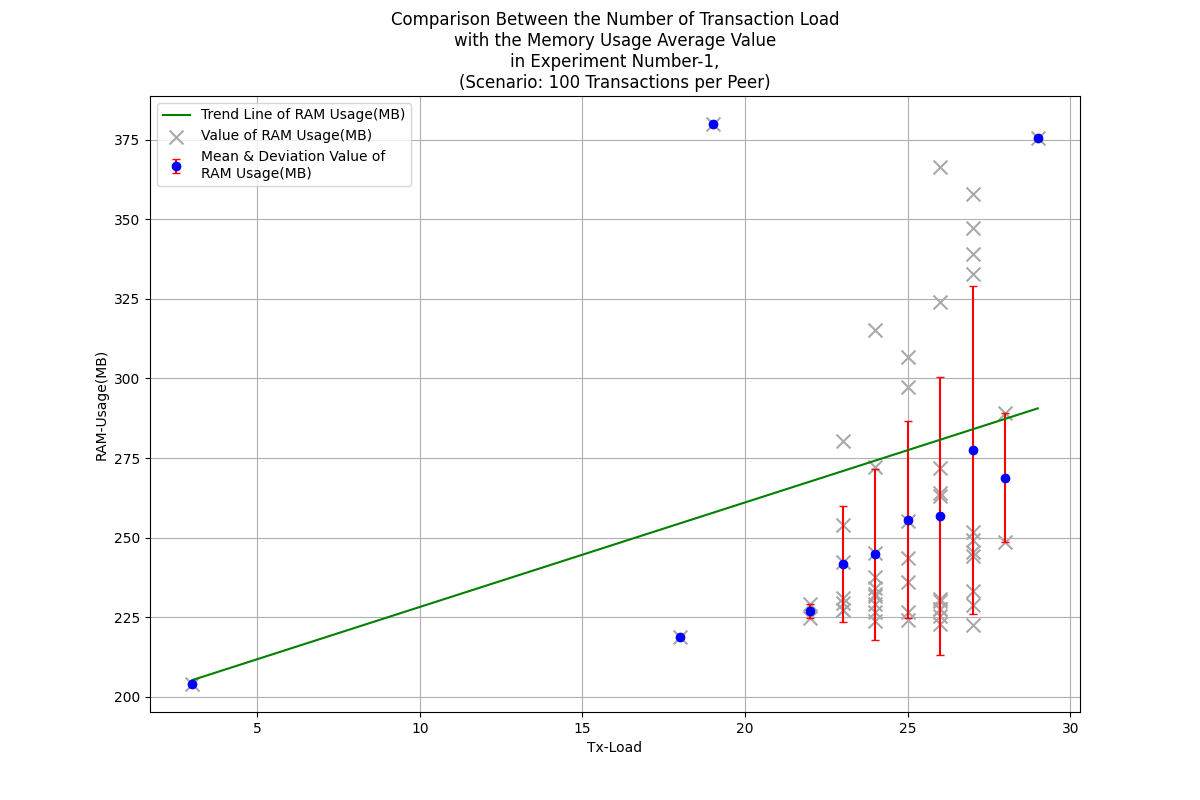 Comparison Between the Number of Transaction Load
with the Memory Usage Average Value
in Experiment Number-1,
(Scenario: 100 Transactions per Peer)
Trend Line of RAM Usage(MB)
Value of RAM Usage(MB)
Mean & Deviation Value of
RAM Usage(MB)
RAM-Usage(MB)
375
350
325
300
275
250
225
200
5
10
15
20
25
30
Tx-Load